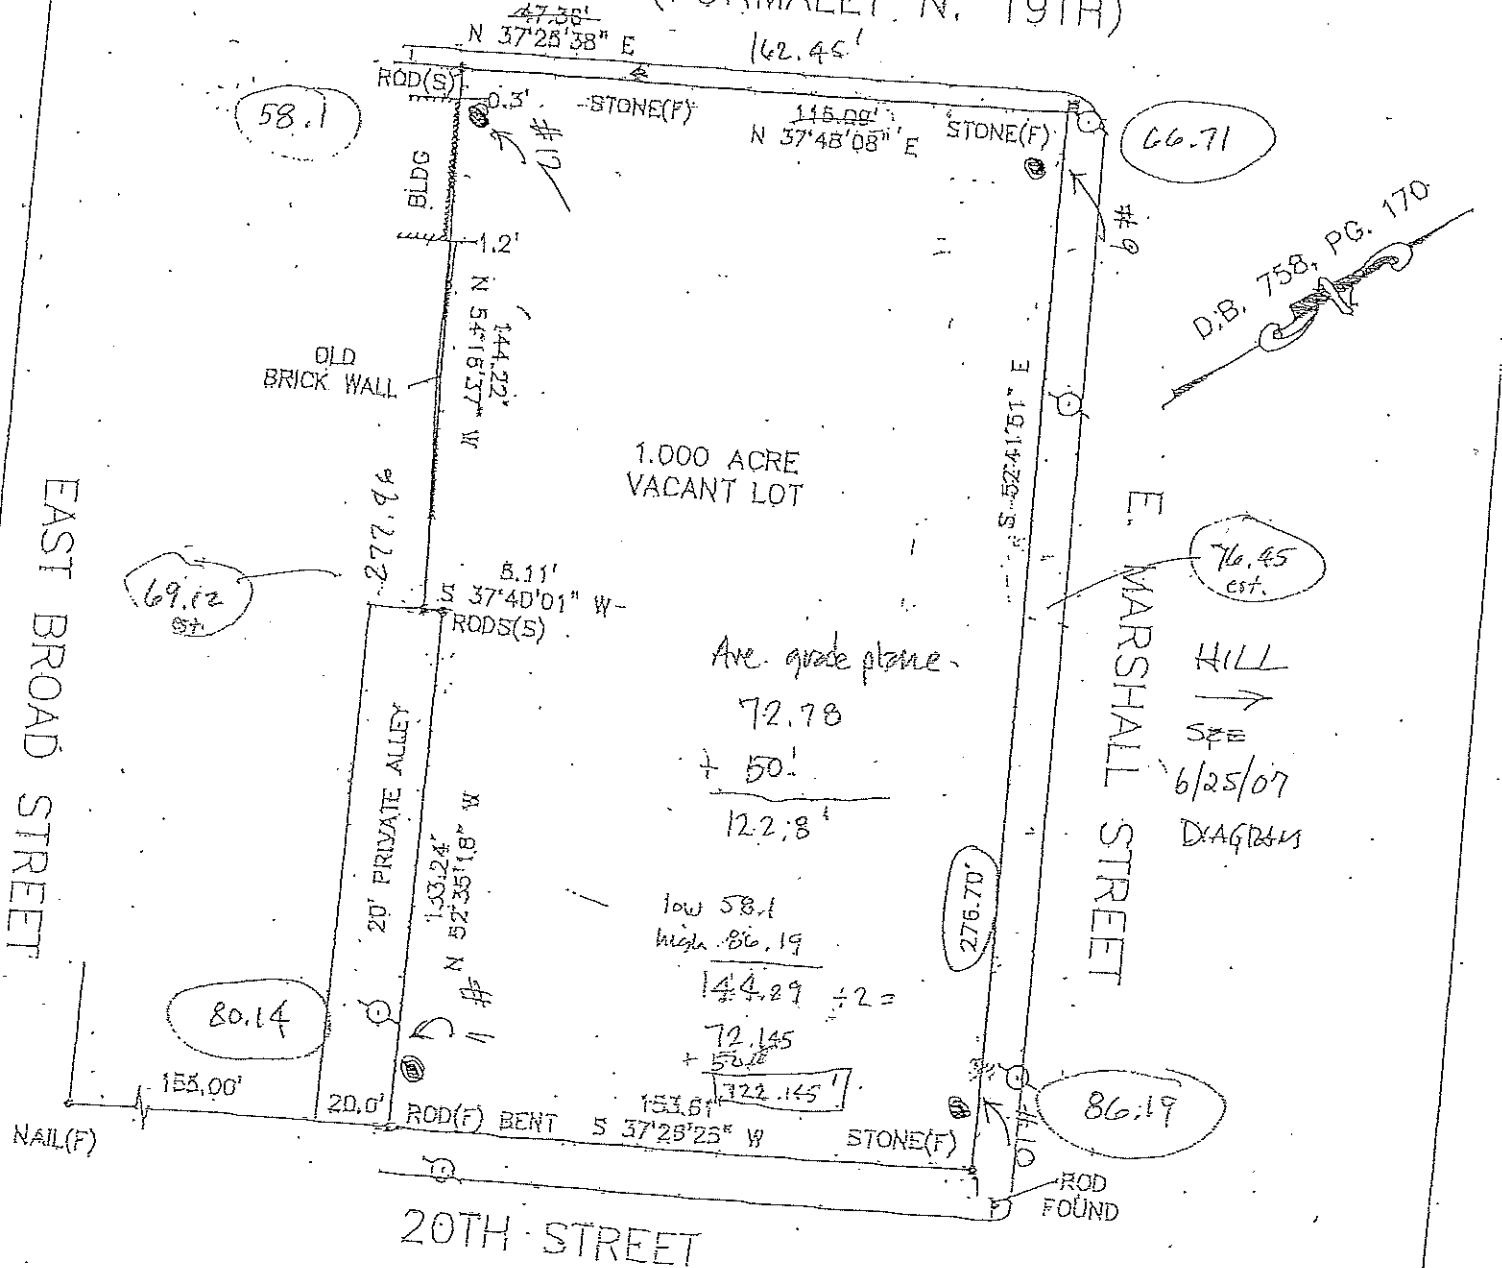 (FORMALLY N. 19TH)
47.36'
N 37°25'38" E
162.45'
ROD(S)
0.3'
STONE(F)
115.09'
N 37°48'08" E
STONE(F)
58.1
66.71
#12
#9
BLDG
1.2'
D.B. 758, PG. 170
144.22'
N 54°16'37" W
OLD
BRICK WALL
S 52°41'51" E
1.000 ACRE
VACANT LOT
277.96
EAST BROAD STREET
E. MARSHALL STREET
69.12
est.
76.45
est.
8.11'
S 37°40'01" W
RODS(S)
HILL
SEE
6/25/07
DIAGRAM
Ave. grade plane
72.78
+ 50'
122.8'
20' PRIVATE ALLEY
133.24'
N 52°35'18" W
276.70'
low 58.1
high 86.19
144.29 ÷2 =
72.145
+ 50.0
122.145'
#1
80.14
86.19
#10
155.00'
20.0'
ROD(F) BENT
153.61'
S 37°25'25" W
STONE(F)
NAIL(F)
ROD
FOUND
20TH STREET